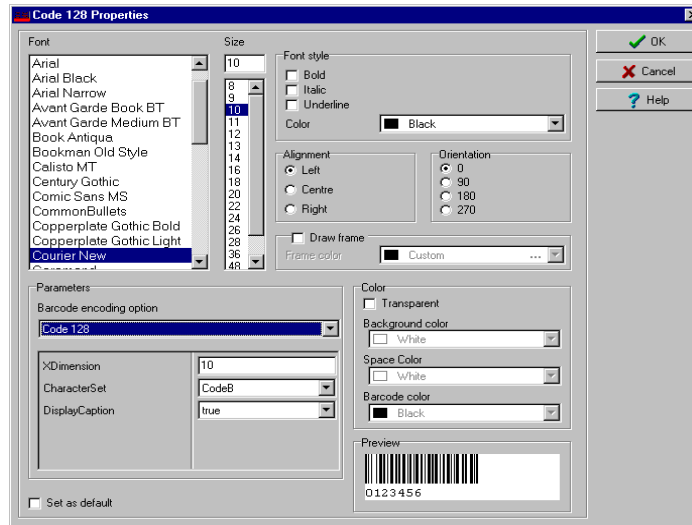 Code 128 Properties
Font
Size
Arial
Arial Black
Arial Narrow
Avant Garde Book BT
Avant Garde Medium BT
Book Antiqua
Bookman Old Style
Calisto MT
Century Gothic
Comic Sans MS
CommonBullets
Copperplate Gothic Bold
Copperplate Gothic Light
Courier New
10
8
9
10
11
12
13
14
16
18
20
22
24
26
28
36
48
Font style
Bold
Italic
Underline
Color
Black
Alignment
Left
Centre
Right
Orientation
0
90
180
270
Draw frame
Frame color
Custom
...
OK
Cancel
Help
Parameters
Barcode encoding option
Code 128
XDimension 10
CharacterSet CodeB
DisplayCaption true
Color
Transparent
Background color
White
Space Color
White
Barcode color
Black
Preview
0123456
Set as default